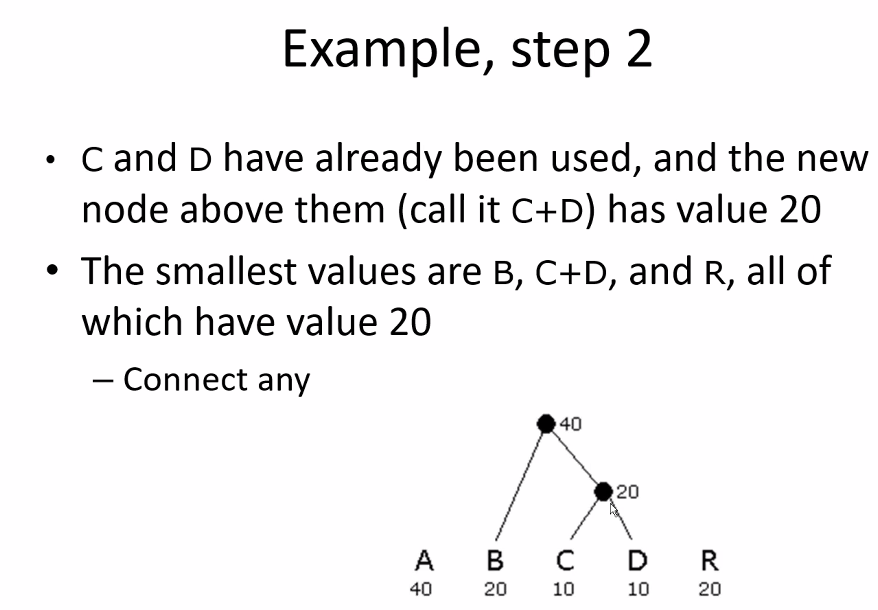 Example, step 2
• C and D have already been used, and the new
node above them (call it C+D) has value 20
• The smallest values are B, C+D, and R, all of
which have value 20
– Connect any
40
20
A B C D R
40 20 10 10 20